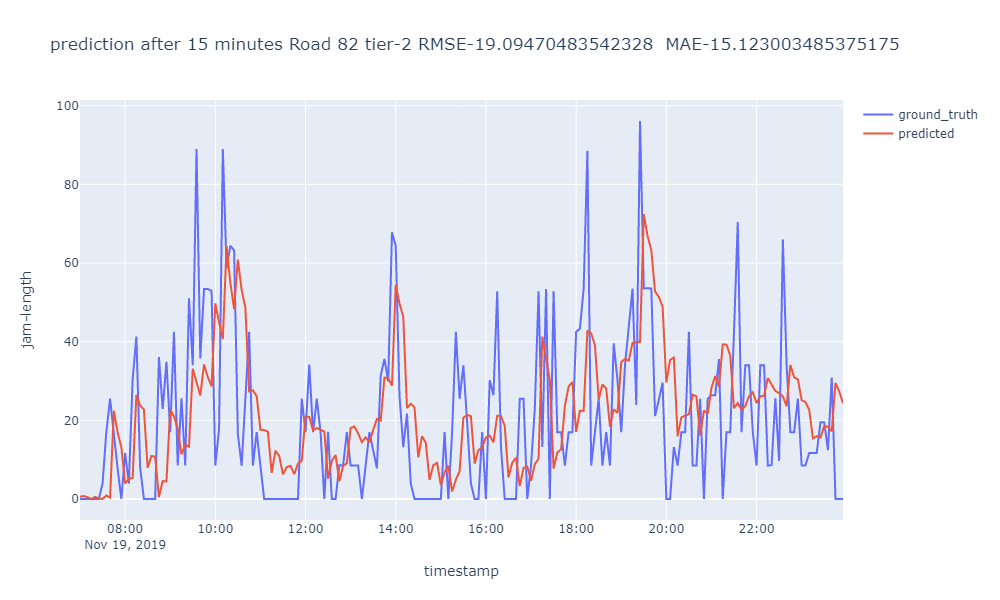 prediction after 15 minutes Road 82 tier-2 RMSE-19.09470483542328 MAE-15.123003485375175
ground_truth
predicted
100
80
60
40
20
0
jam-length
08:00 10:00 12:00 14:00 16:00 18:00 20:00 22:00
Nov 19, 2019
timestamp